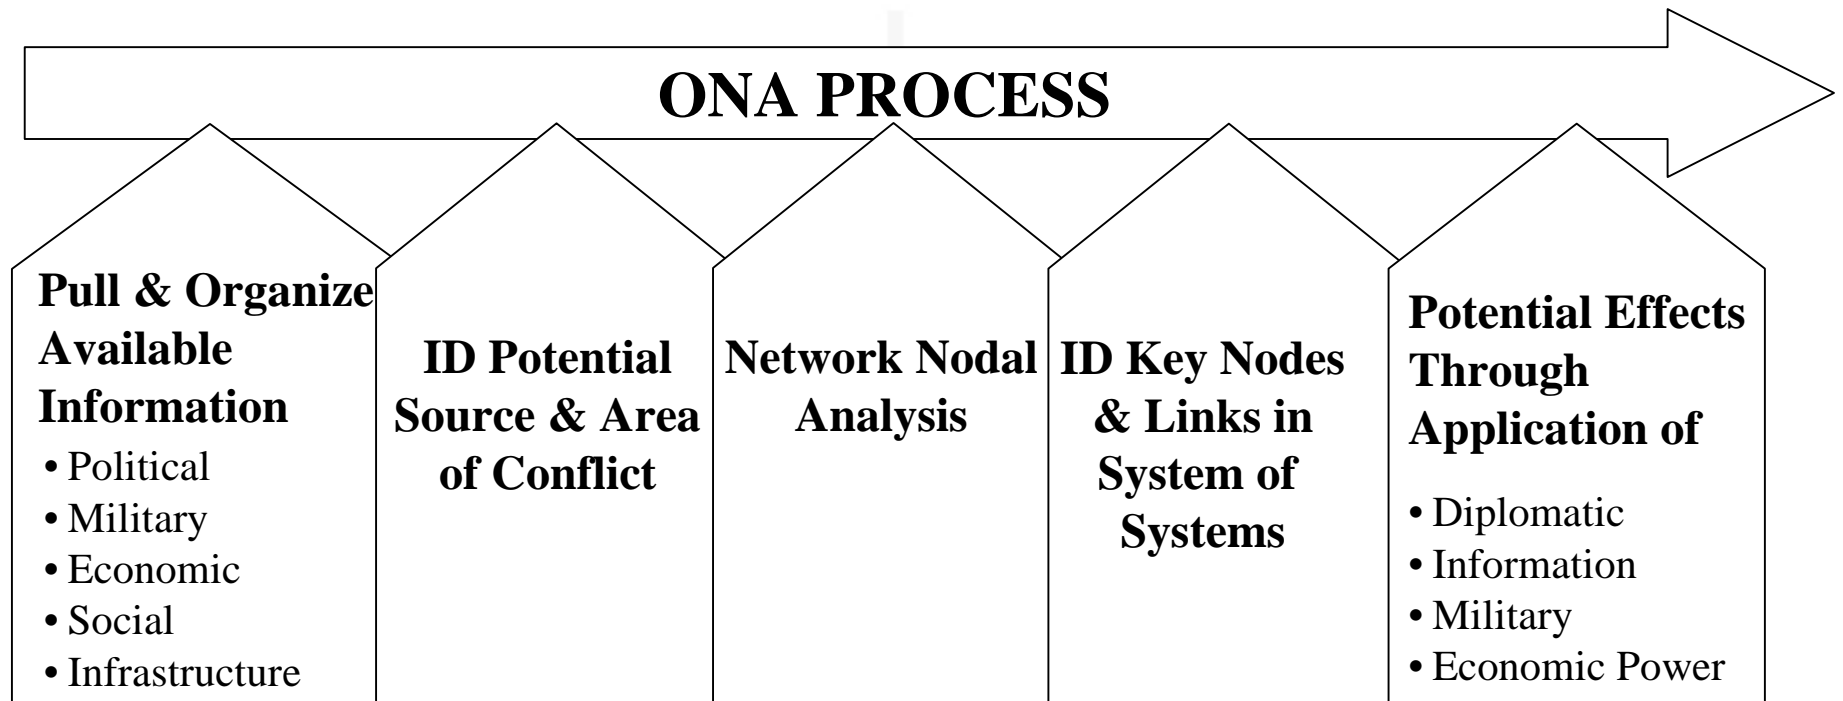 ONA PROCESS
Pull & Organize
Available
Information
• Political
• Military
• Economic
• Social
• Infrastructure
ID Potential
Source & Area
of Conflict
Network Nodal
Analysis
ID Key Nodes
& Links in
System of
Systems
Potential Effects
Through
Application of
• Diplomatic
• Information
• Military
• Economic Power